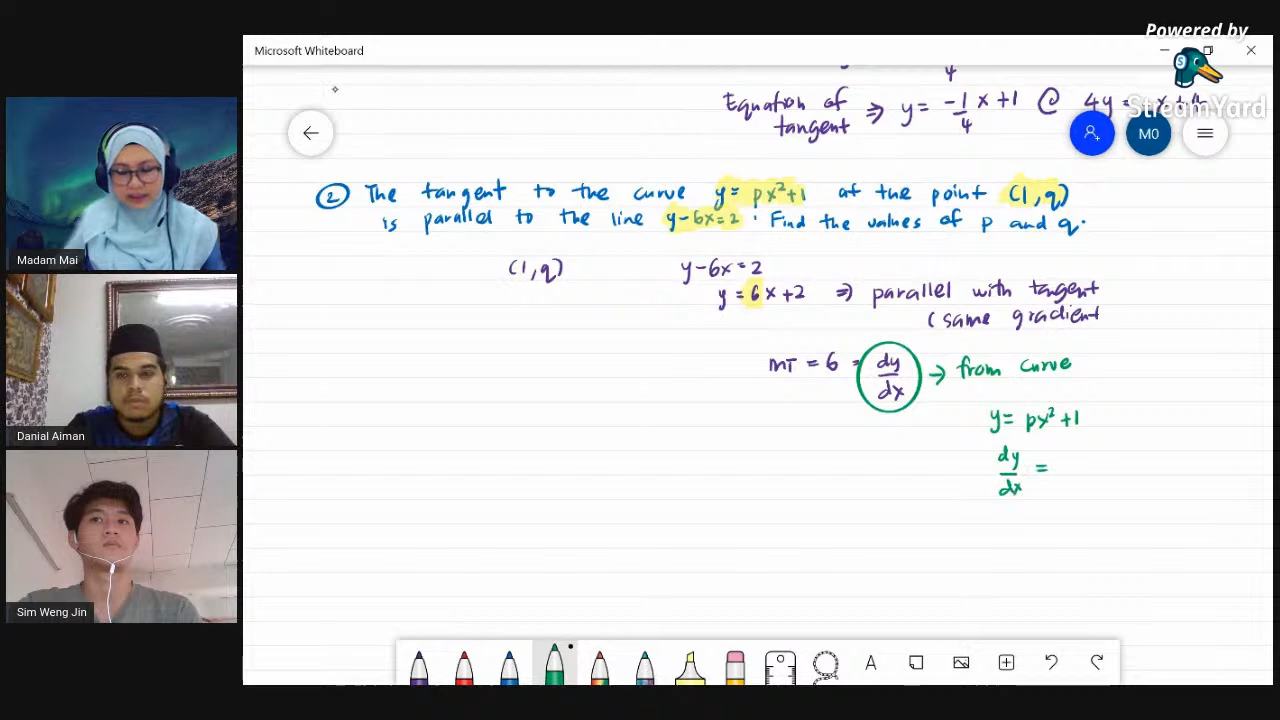 Powered by
StreamYard
Microsoft Whiteboard
4
Equation of tangent ⇒ y = -1/4 x + 1 @ 4y =
M0
② The tangent to the curve y = px²+1 at the point (1, q)
is parallel to the line y-6x=2. Find the values of p and q.
(1, q)
y-6x=2
y = 6x+2 ⇒ parallel with tangent
(same gradient
mT = 6 = dy/dx → from curve
y = px²+1
dy/dx =
A
Madam Mai
Danial Aiman
Sim Weng Jin